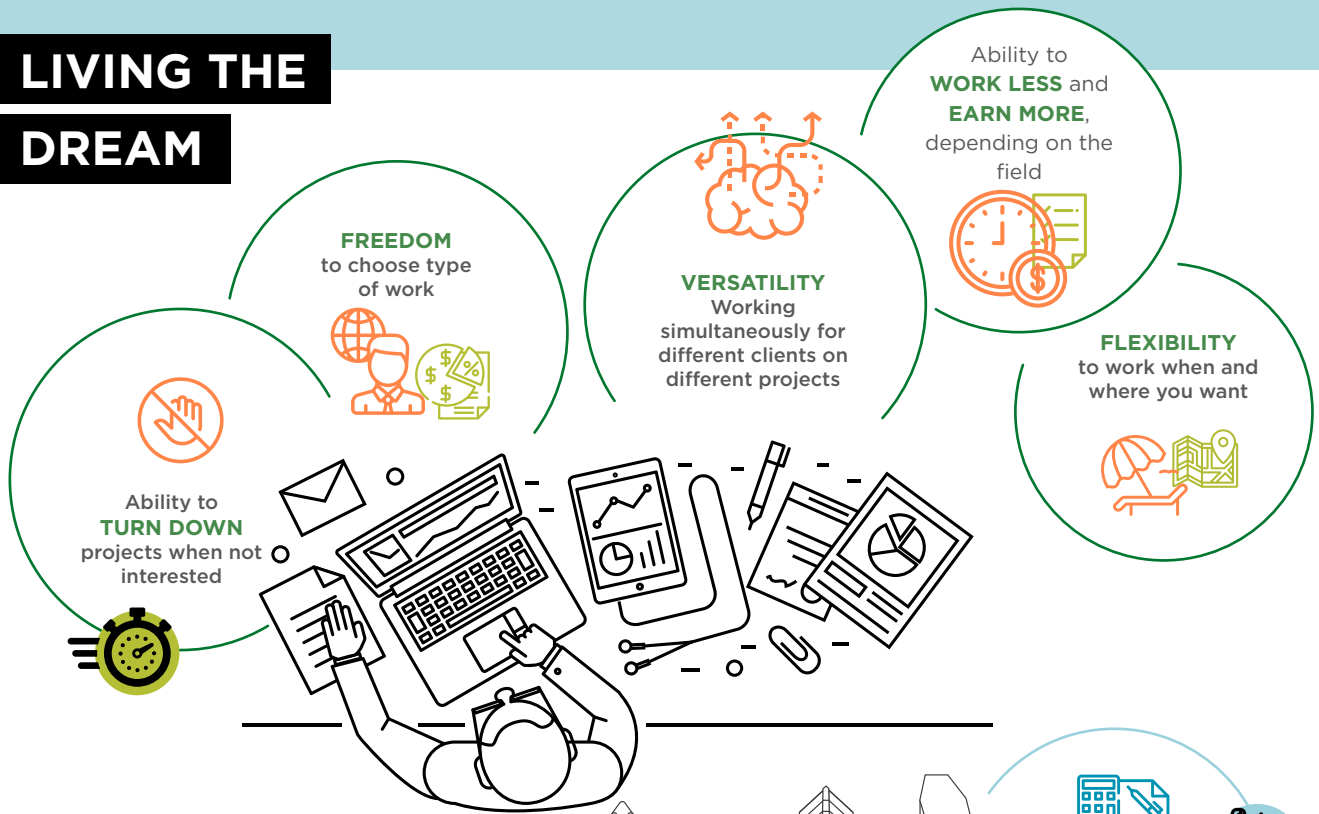 LIVING THE
DREAM
Ability to
TURN DOWN
projects when not
interested
FREEDOM
to choose type
of work
VERSATILITY
Working
simultaneously for
different clients on
different projects
Ability to
WORK LESS and
EARN MORE,
depending on the
field
FLEXIBILITY
to work when and
where you want